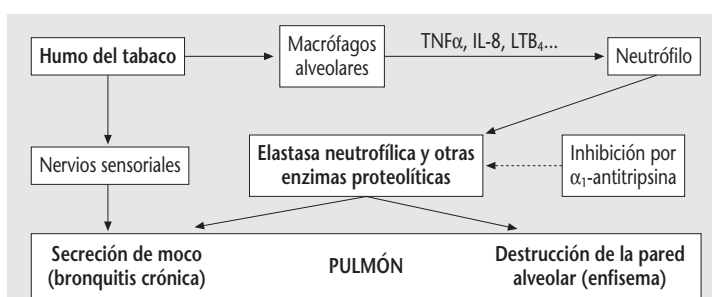 Humo del tabaco
Macrófagos
alveolares
TNFα, IL-8, LTB₄...
Neutrófilo
Nervios sensoriales
Elastasa neutrofílica y otras
enzimas proteolíticas
Inhibición por
α₁-antitripsina
Secreción de moco
(bronquitis crónica)
PULMÓN
Destrucción de la pared
alveolar (enfisema)